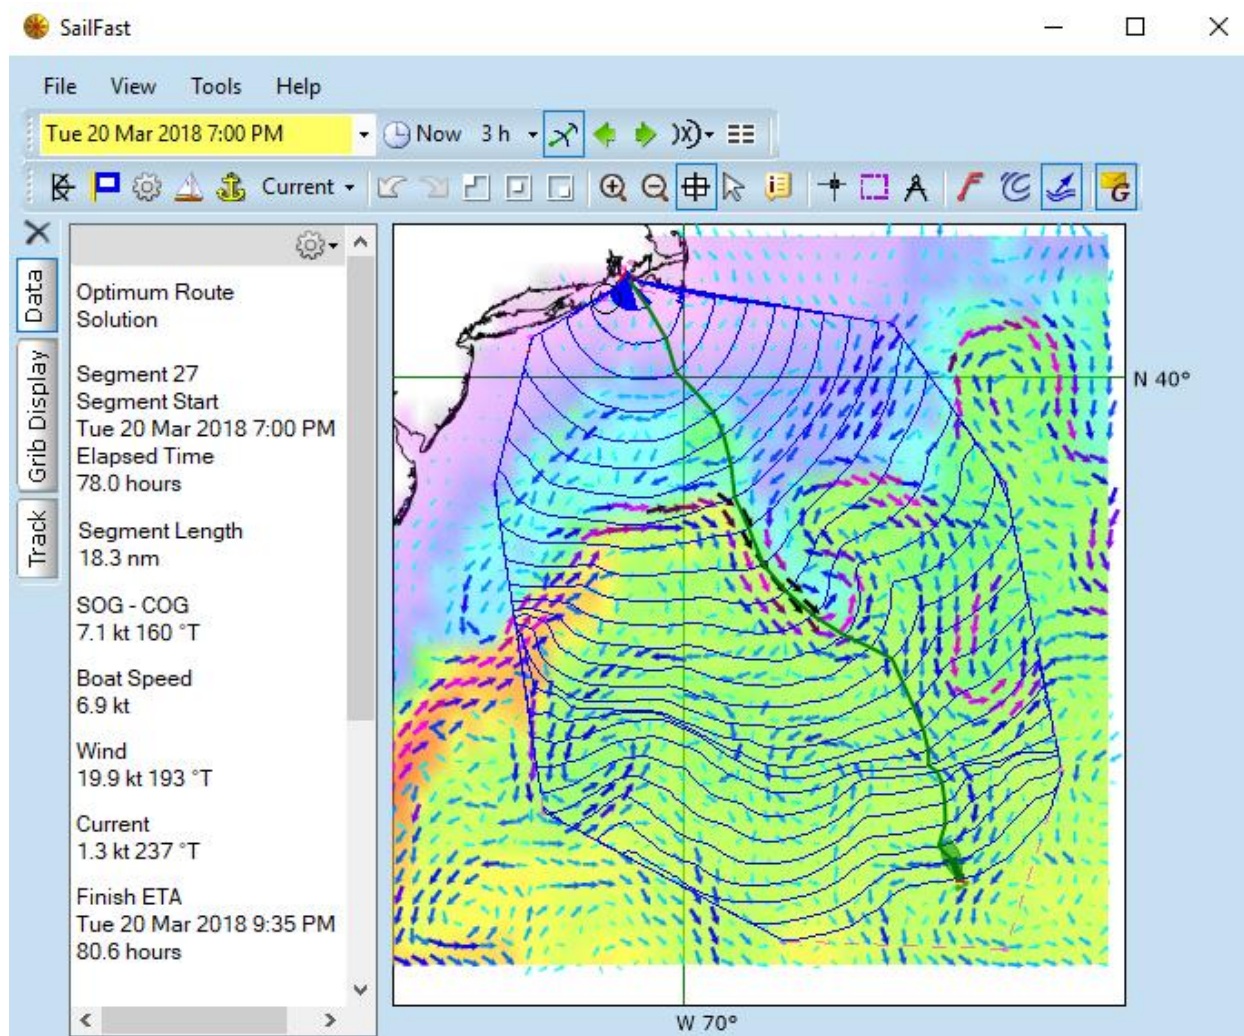 SailFast
File View Tools Help
Tue 20 Mar 2018 7:00 PM Now 3 h
Current G
Data
Grib Display
Track
Optimum Route
Solution
Segment 27
Segment Start
Tue 20 Mar 2018 7:00 PM
Elapsed Time
78.0 hours
Segment Length
18.3 nm
SOG - COG
7.1 kt 160 °T
Boat Speed
6.9 kt
Wind
19.9 kt 193 °T
Current
1.3 kt 237 °T
Finish ETA
Tue 20 Mar 2018 9:35 PM
80.6 hours
N 40°
W 70°